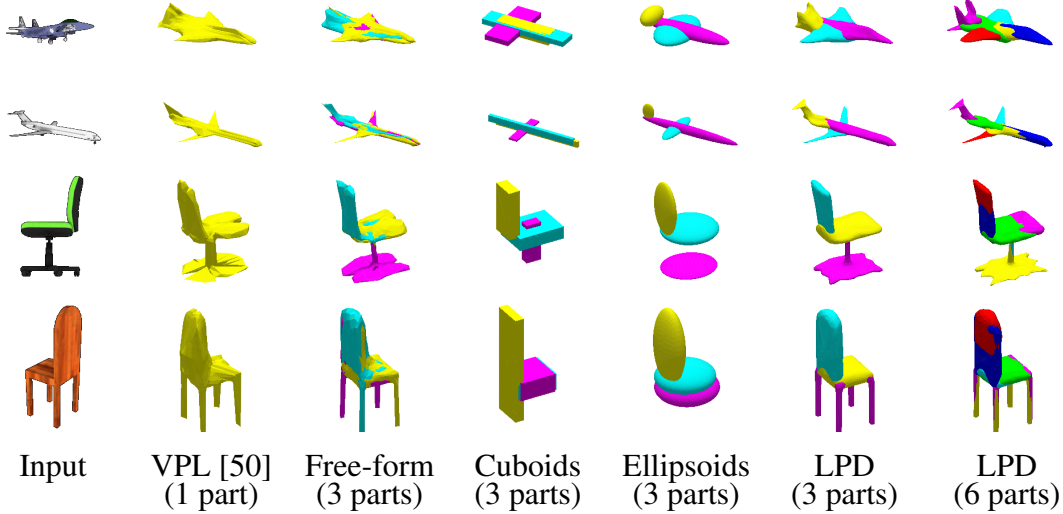 Input VPL [50] Free-form Cuboids Ellipsoids LPD LPD
(1 part) (3 parts) (3 parts) (3 parts) (3 parts) (6 parts)